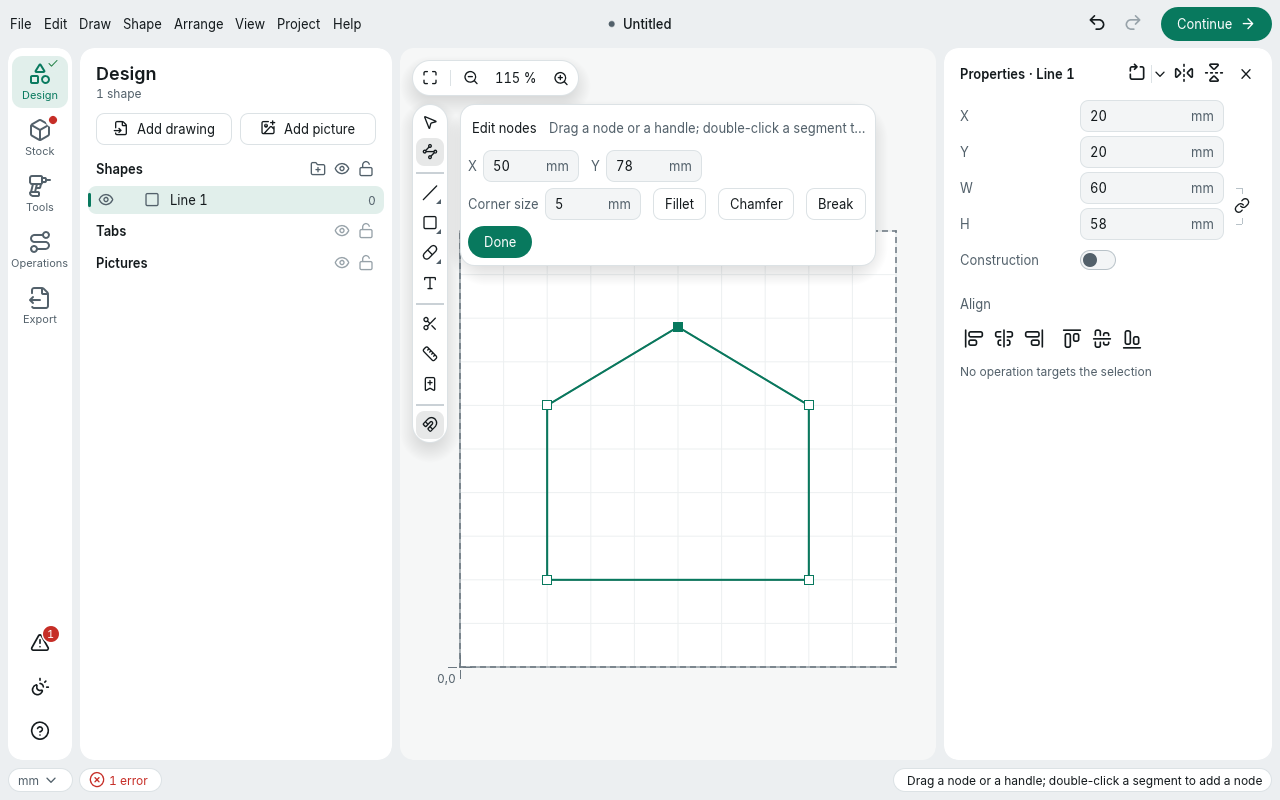 File Edit Draw Shape Arrange View Project Help
Untitled
Continue
Design
Stock
Tools
Operations
Export
1
Design
1 shape
Add drawing
Add picture
Shapes
Line 1
0
Tabs
Pictures
115 %
Edit nodes Drag a node or a handle; double-click a segment t...
X 50 mm Y 78 mm
Corner size 5 mm Fillet Chamfer Break
Done
0,0
Properties · Line 1
X 20 mm
Y 20 mm
W 60 mm
H 58 mm
Construction
Align
No operation targets the selection
mm
1 error
Drag a node or a handle; double-click a segment to add a node